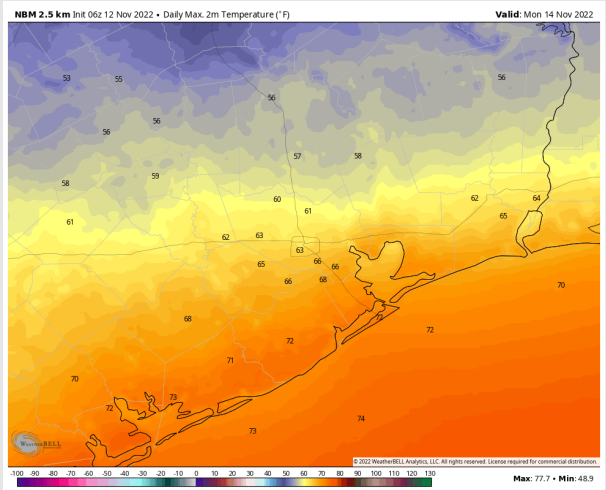 NBM 2.5 km Init 06z 12 Nov 2022 • Daily Max. 2m Temperature (°F)
Valid: Mon 14 Nov 2022
53 55 56
56
56
56
57 58
59
58
60 62 64
61
65
61
62 63
63
65 66 66
66 68
70
68
72 72
72
71
70
73
72
74
73
WeatherBELL
© 2022 WeatherBELL Analytics, LLC. All rights reserved. License required for commercial distribution.
-100 -90 -80 -70 -60 -50 -40 -30 -20 -10 0 10 20 30 40 50 60 70 80 90 100 110 120 130
Max: 77.7 • Min: 48.9